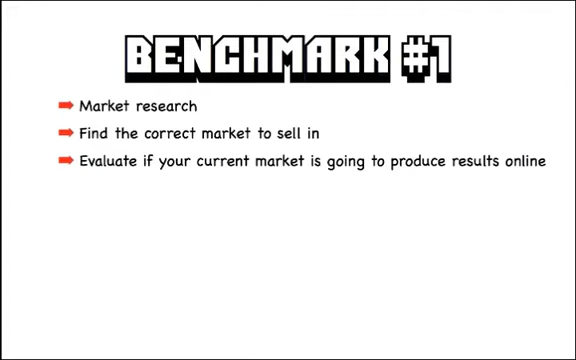 BENCHMARK #1
Market research
Find the correct market to sell in
Evaluate if your current market is going to produce results online